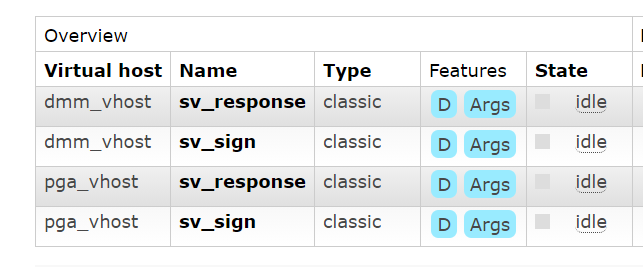 Overview
Virtual host Name Type Features State
dmm_vhost sv_response classic D Args idle
dmm_vhost sv_sign classic D Args idle
pga_vhost sv_response classic D Args idle
pga_vhost sv_sign classic D Args idle